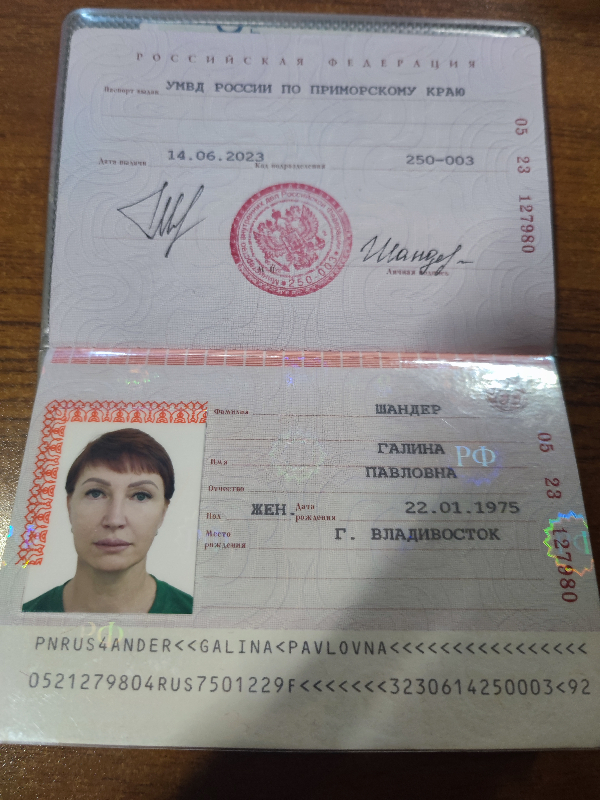 РОССИЙСКАЯ ФЕДЕРАЦИЯ
Паспорт выдан УМВД РОССИИ ПО ПРИМОРСКОМУ КРАЮ
Дата выдачи 14.06.2023 Код подразделения 250-003
05 23 127980
Шандер
Личная подпись
Фамилия ШАНДЕР
Имя ГАЛИНА
ПАВЛОВНА
Отчество
Пол ЖЕН. Дата рождения 22.01.1975
Место рождения Г. ВЛАДИВОСТОК
РФ
05 23 127980
PNRUS4ANDER<<GALINA<PAVLOVNA<<<<<<<<<<<<<<<<
0521279804RUS7501229F<<<<<<<3230614250003<92